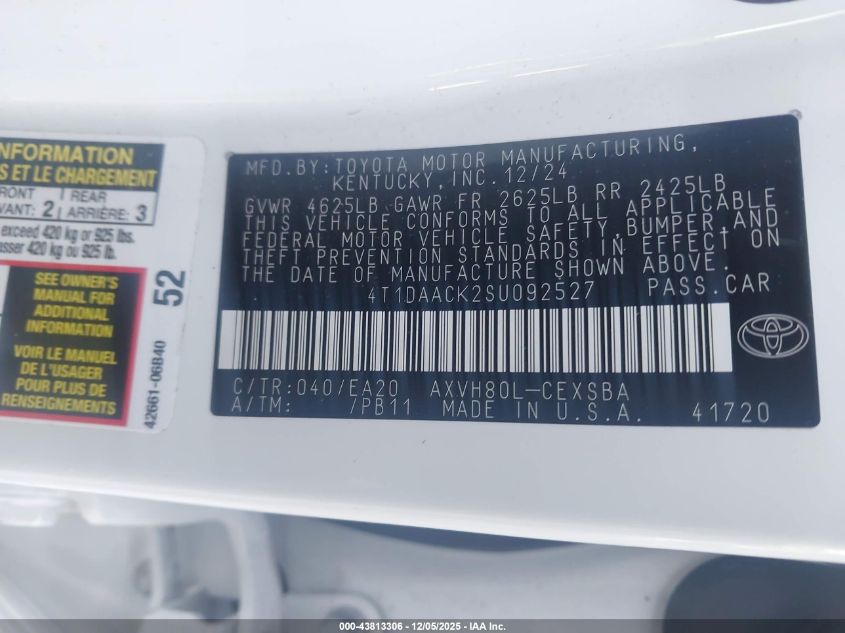 NFORMATION
S ET LE CHARGEMENT
FRONT
VANT: 2
REAR
ARRIÈRE: 3
exceed 420 kg or 925 lbs.
asser 420 kg ou 925 lb.
SEE OWNER'S
MANUAL FOR
ADDITIONAL
INFORMATION
VOIR LE MANUEL
DE L'USAGER
POUR PLUS DE
RENSEIGNEMENTS
42661-06B40
52
MFD.BY:TOYOTA MOTOR MANUFACTURING,
KENTUCKY,INC.12/24
GVWR 4625LB GAWR FR 2625LB RR 2425LB
THIS VEHICLE CONFORMS TO ALL APPLICABLE
FEDERAL MOTOR VEHICLE SAFETY,BUMPER,AND
THEFT PREVENTION STANDARDS IN EFFECT ON
THE DATE OF MANUFACTURE SHOWN ABOVE.
4T1DAACK2SU092527 PASS.CAR
C/TR:040/EA20 AXVH80L-CEXSBA
A/TM: /PB11 MADE IN U.S.A. 41720
000-43813306 - 12/05/2025 - IAA Inc.